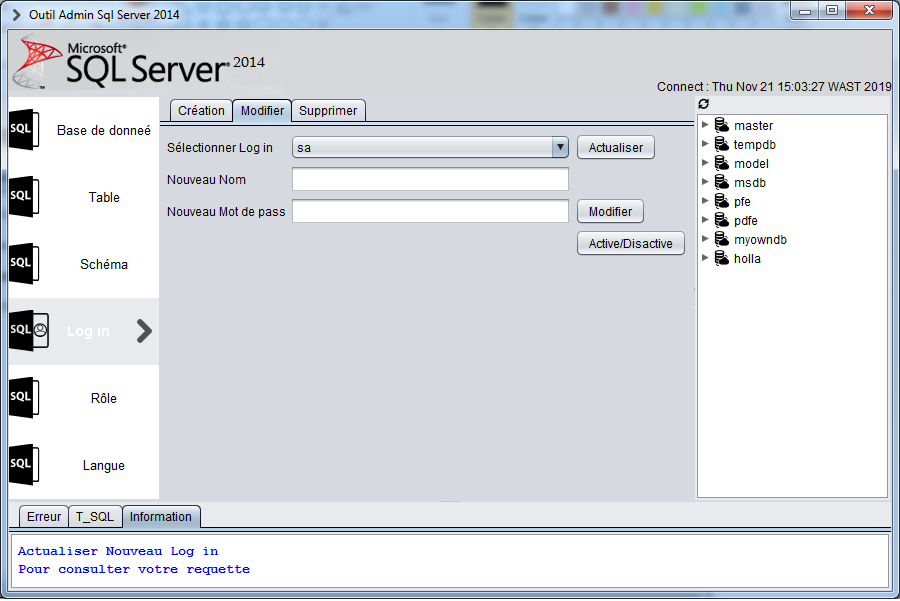 Outil Admin Sql Server 2014
Microsoft®
SQL Server® 2014
Connect : Thu Nov 21 15:03:27 WAST 2019
SQL Base de donneé
SQL Table
SQL Schéma
SQL Log in
SQL Rôle
SQL Langue
Création Modifier Supprimer
Sélectionner Log in sa Actualiser
Nouveau Nom
Nouveau Mot de pass Modifier
Active/Disactive
master
tempdb
model
msdb
pfe
pdfe
myowndb
holla
Erreur T_SQL Information
Actualiser Nouveau Log in
Pour consulter votre requette